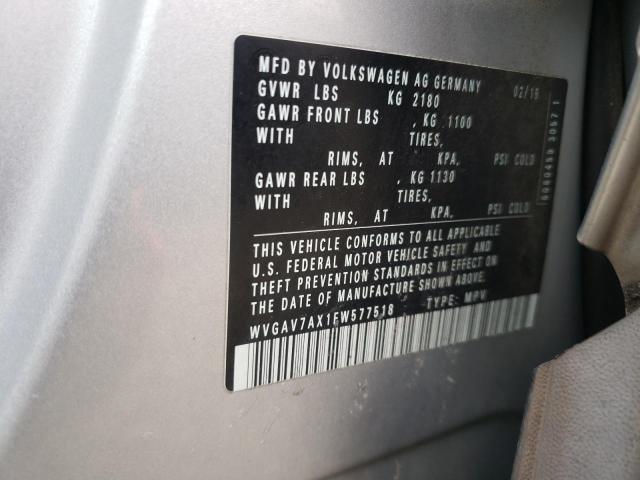 MFD BY VOLKSWAGEN AG GERMANY 02/15
GVWR LBS KG 2180
GAWR FRONT LBS , KG 1100
WITH TIRES,
RIMS, AT KPA, PSI COLD
GAWR REAR LBS , KG 1130
WITH TIRES,
RIMS, AT KPA, PSI COLD
THIS VEHICLE CONFORMS TO ALL APPLICABLE
U.S. FEDERAL MOTOR VEHICLE SAFETY AND
THEFT PREVENTION STANDARDS IN EFFECT ON
THE DATE OF MANUFACTURE SHOWN ABOVE.
WVGAV7AX1FW577518 TYPE: MPV